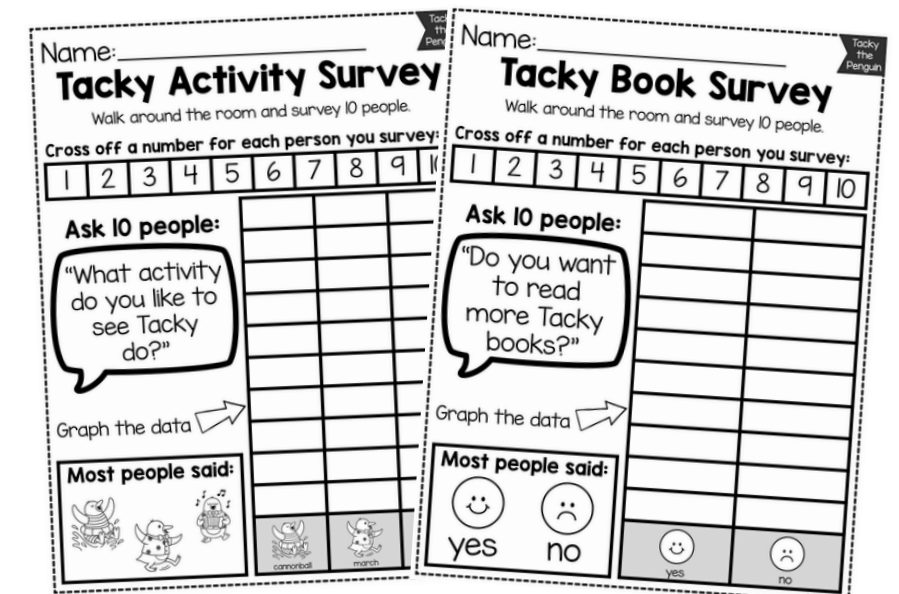 Name:
Tacky Activity Survey
Walk around the room and survey 10 people.
Cross off a number for each person you survey:
1 2 3 4 5 6 7 8 9
Ask 10 people:
"What activity
do you like to
see Tacky
do?"
Graph the data
Most people said:
cannonball
march
Tacky
the
Penguin
Name:
Tacky Book Survey
Walk around the room and survey 10 people.
Cross off a number for each person you survey:
1 2 3 4 5 6 7 8 9 10
Ask 10 people:
"Do you want
to read
more Tacky
books?"
Graph the data
Most people said:
yes no
yes
no